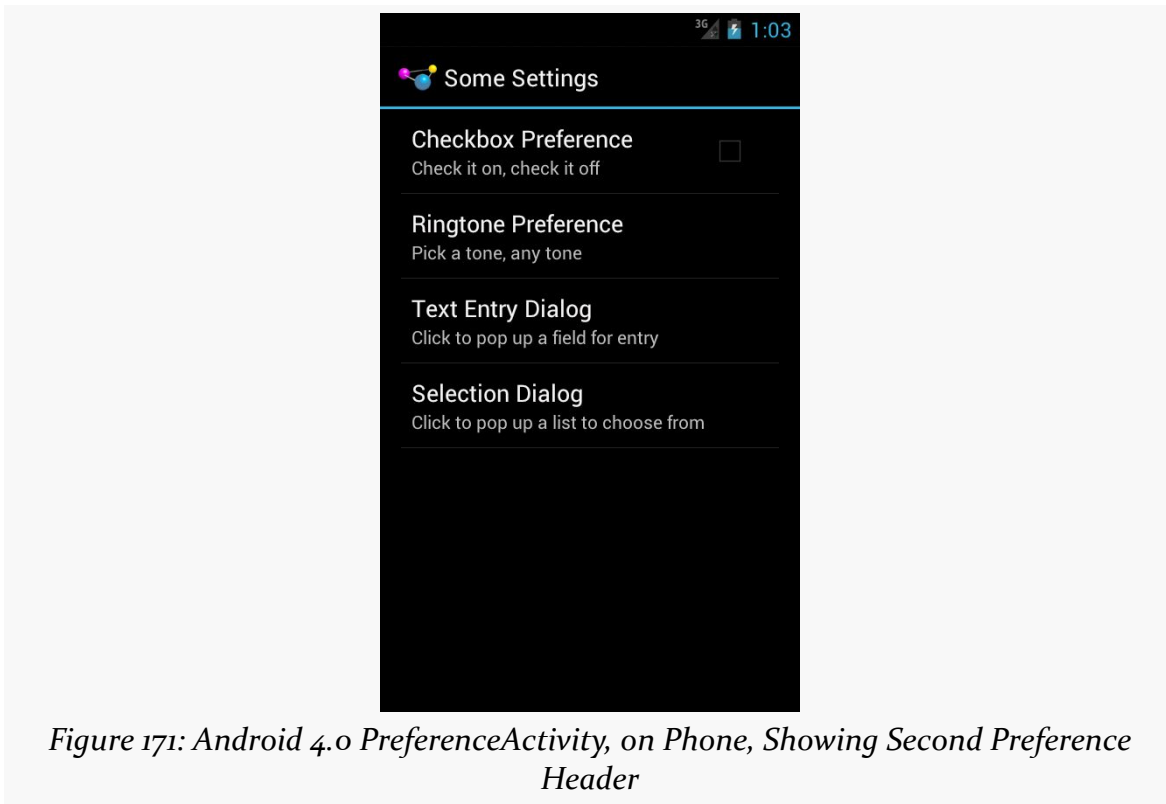 3G 1:03
Some Settings
Checkbox Preference
Check it on, check it off
Ringtone Preference
Pick a tone, any tone
Text Entry Dialog
Click to pop up a field for entry
Selection Dialog
Click to pop up a list to choose from
Figure 171: Android 4.0 PreferenceActivity, on Phone, Showing Second Preference
Header